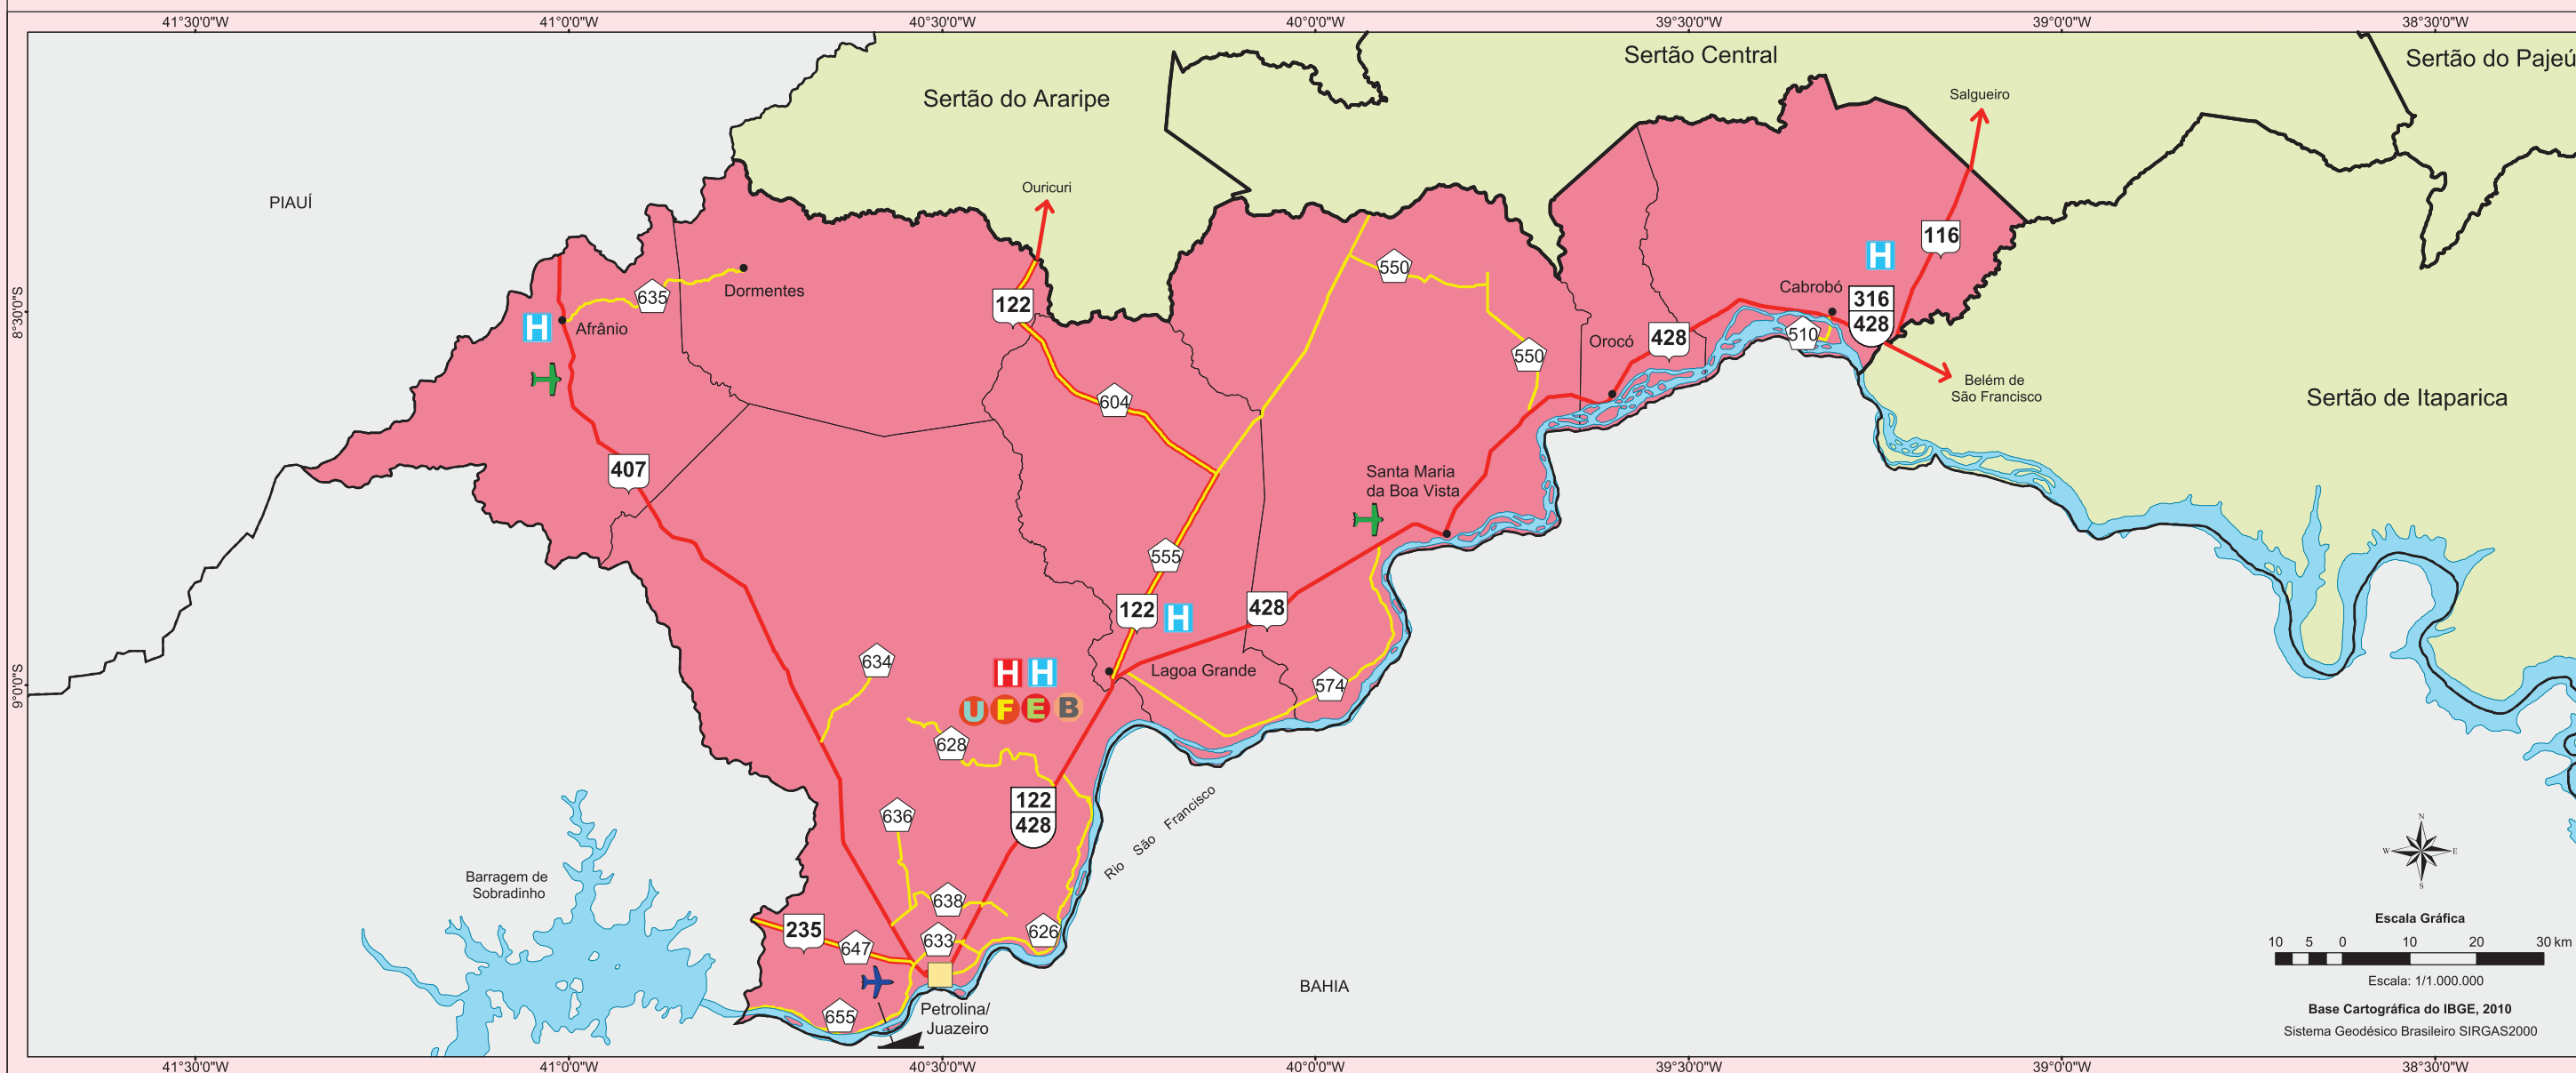 41°30'0"W 41°0'0"W 40°30'0"W 40°0'0"W 39°30'0"W 39°0'0"W 38°30'0"W
Sertão Central
Sertão do Pajeú
Sertão do Araripe
Salgueiro
Ouricuri
PIAUÍ
116
H
550
Dormentes
635
Cabrobó
316
428
122
8°30'0"S
H
Afrânio
510
Orocó
428
550
Belém de
São Francisco
Sertão de Itaparica
604
407
Santa Maria
da Boa Vista
555
122
H
428
634
H H
Lagoa Grande
9°0'0"S
574
U F E B
628
122
428
636
Rio São Francisco
N
W E
S
Barragem de
Sobradinho
638
235
647
633
626
Escala Gráfica
10 5 0 10 20 30 km
Escala: 1/1.000.000
BAHIA
655
Petrolina/
Juazeiro
Base Cartográfica do IBGE, 2010
Sistema Geodésico Brasileiro SIRGAS2000
41°30'0"W 41°0'0"W 40°30'0"W 40°0'0"W 39°30'0"W 39°0'0"W 38°30'0"W